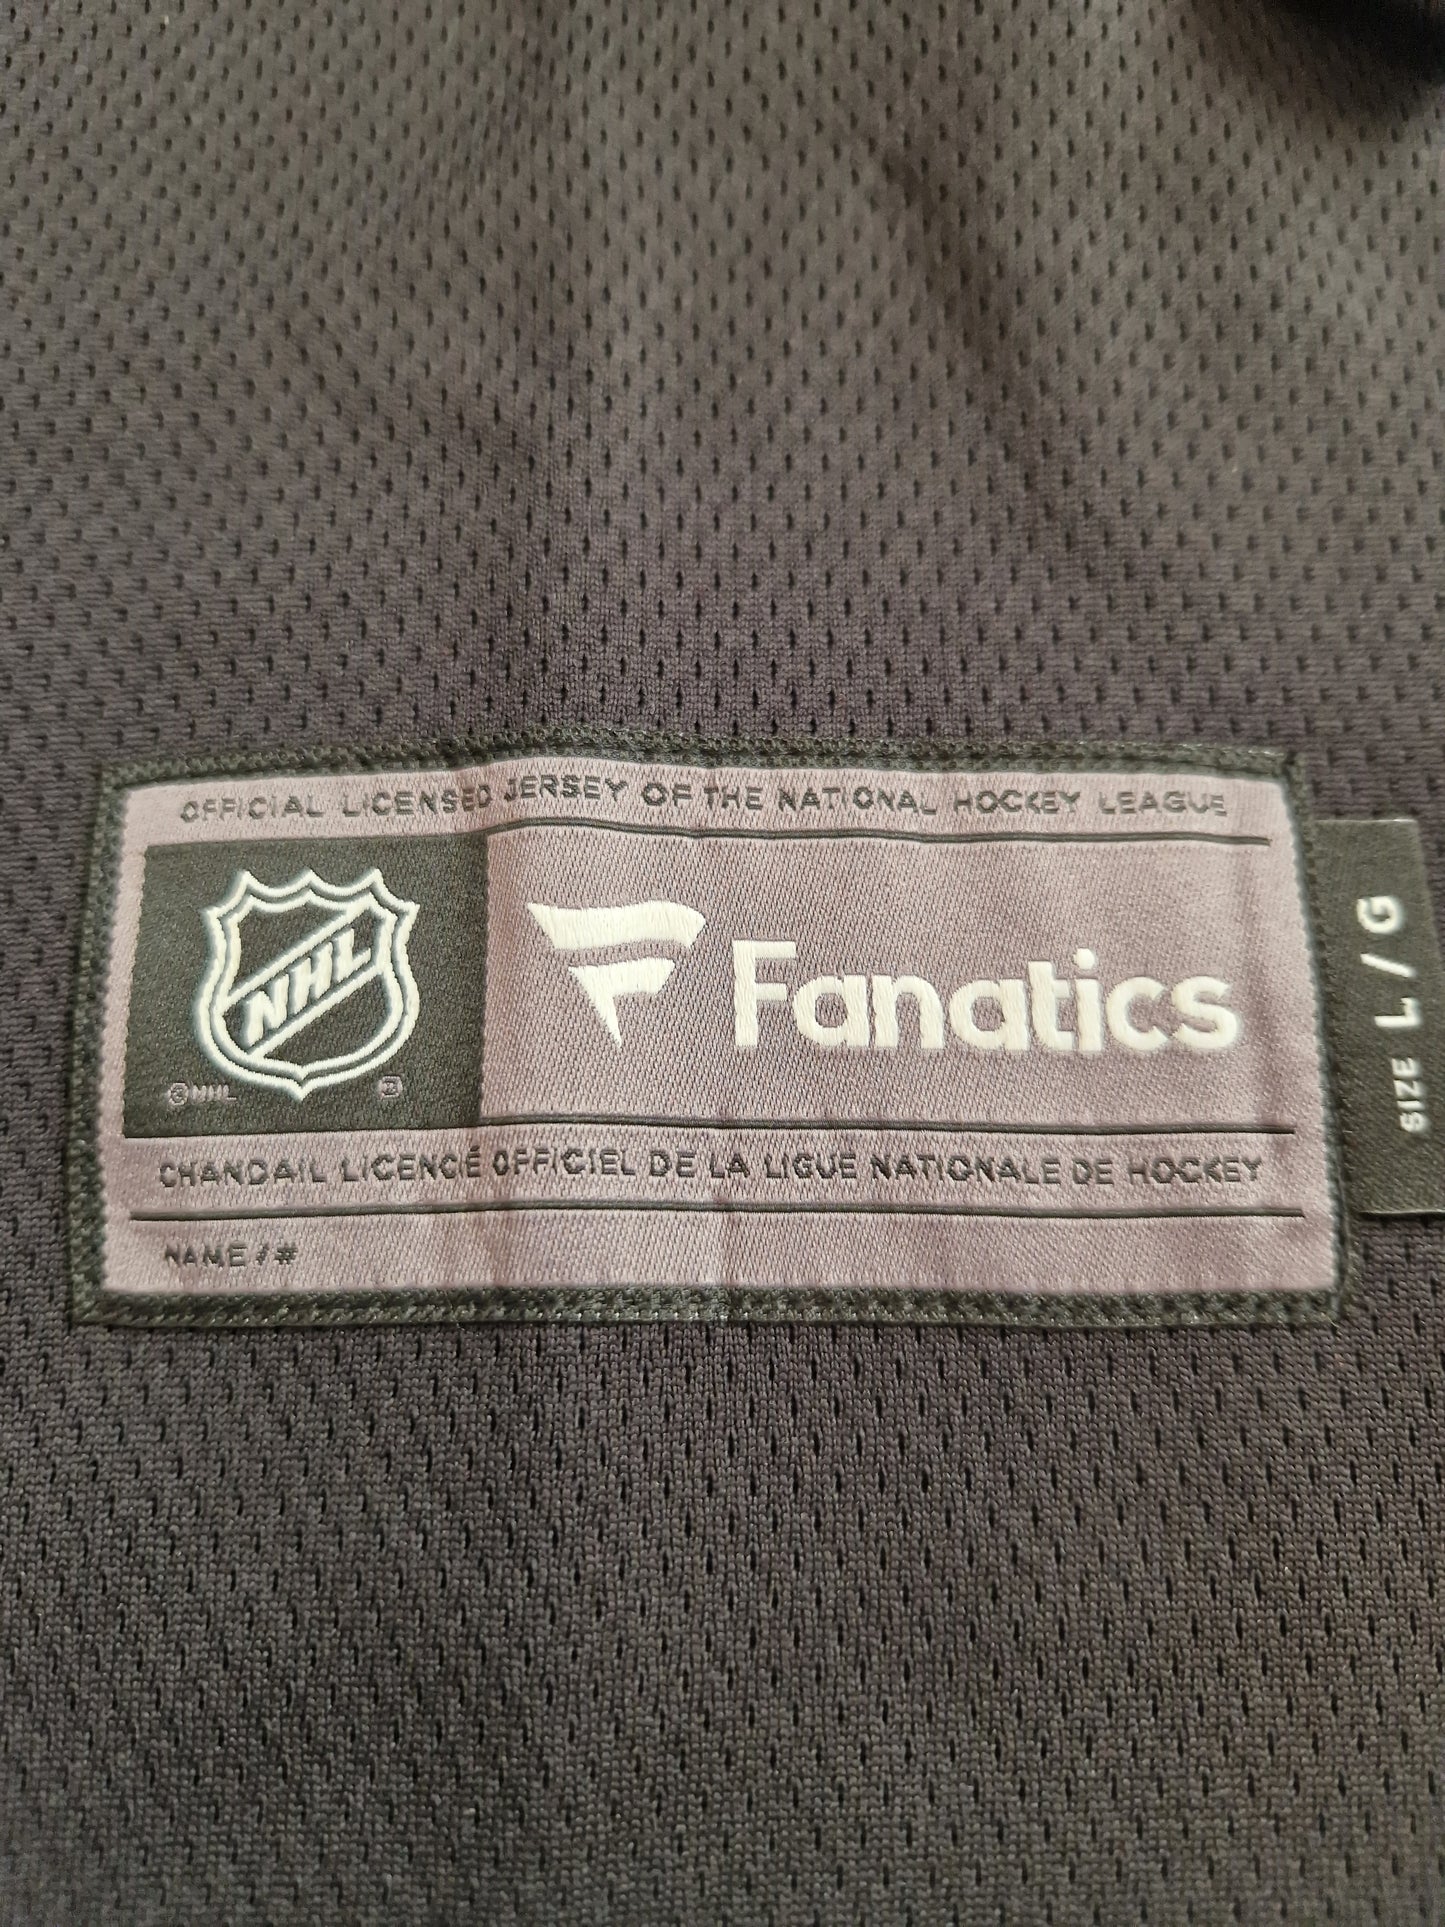 OFFICIAL LICENSED JERSEY OF THE NATIONAL HOCKEY LEAGUE
NHL
Fanatics
©NHL ®
CHANDAIL LICENCIÉ OFFICIEL DE LA LIGUE NATIONALE DE HOCKEY
NAME / #
SIZE L / G